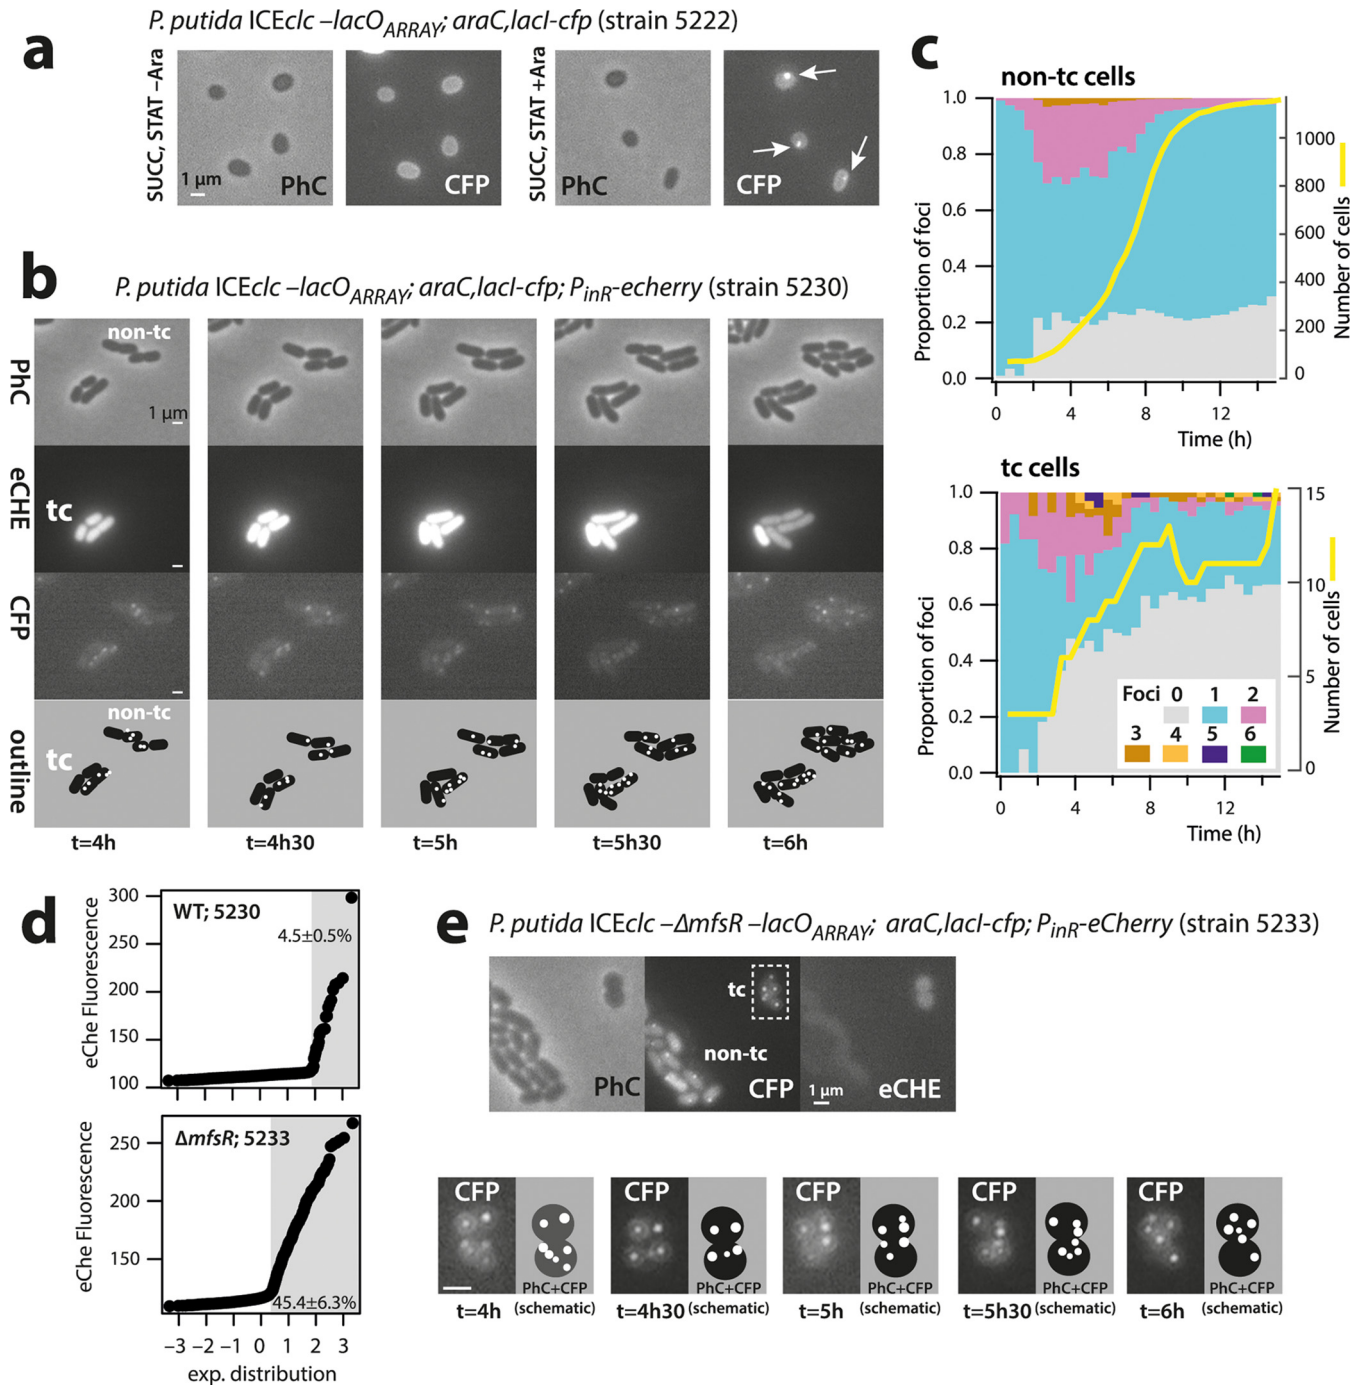 a
P. putida ICEclc –lacO_ARRAY; araC,lacI-cfp (strain 5222)
SUCC, STAT –Ara
1 µm
PhC
CFP
SUCC, STAT +Ara
PhC
CFP
b
P. putida ICEclc –lacO_ARRAY; araC,lacI-cfp; P_inR-echerry (strain 5230)
PhC
non-tc
1 µm
eCHE
tc
CFP
outline
non-tc
tc
t=4h
t=4h30
t=5h
t=5h30
t=6h
c
non-tc cells
Proportion of foci
1.0
0.8
0.6
0.4
0.2
0.0
0
4
8
12
Time (h)
1000
800
600
400
200
0
Number of cells
tc cells
Proportion of foci
1.0
0.8
0.6
0.4
0.2
0.0
0
4
8
12
Time (h)
15
10
5
0
Number of cells
Foci 0 1 2
3 4 5 6
d
eChe Fluorescence
300
250
200
150
100
WT; 5230
4.5±0.5%
eChe Fluorescence
250
200
150
ΔmfsR; 5233
45.4±6.3%
–3 –2 –1 0 1 2 3
exp. distribution
e
P. putida ICEclc –ΔmfsR –lacO_ARRAY; araC,lacI-cfp; P_inR-eCherry (strain 5233)
PhC
tc
non-tc
CFP
1 µm
eCHE
CFP
PhC+CFP
t=4h (schematic)
CFP
PhC+CFP
t=4h30 (schematic)
CFP
PhC+CFP
t=5h (schematic)
CFP
PhC+CFP
t=5h30 (schematic)
CFP
PhC+CFP
t=6h (schematic)